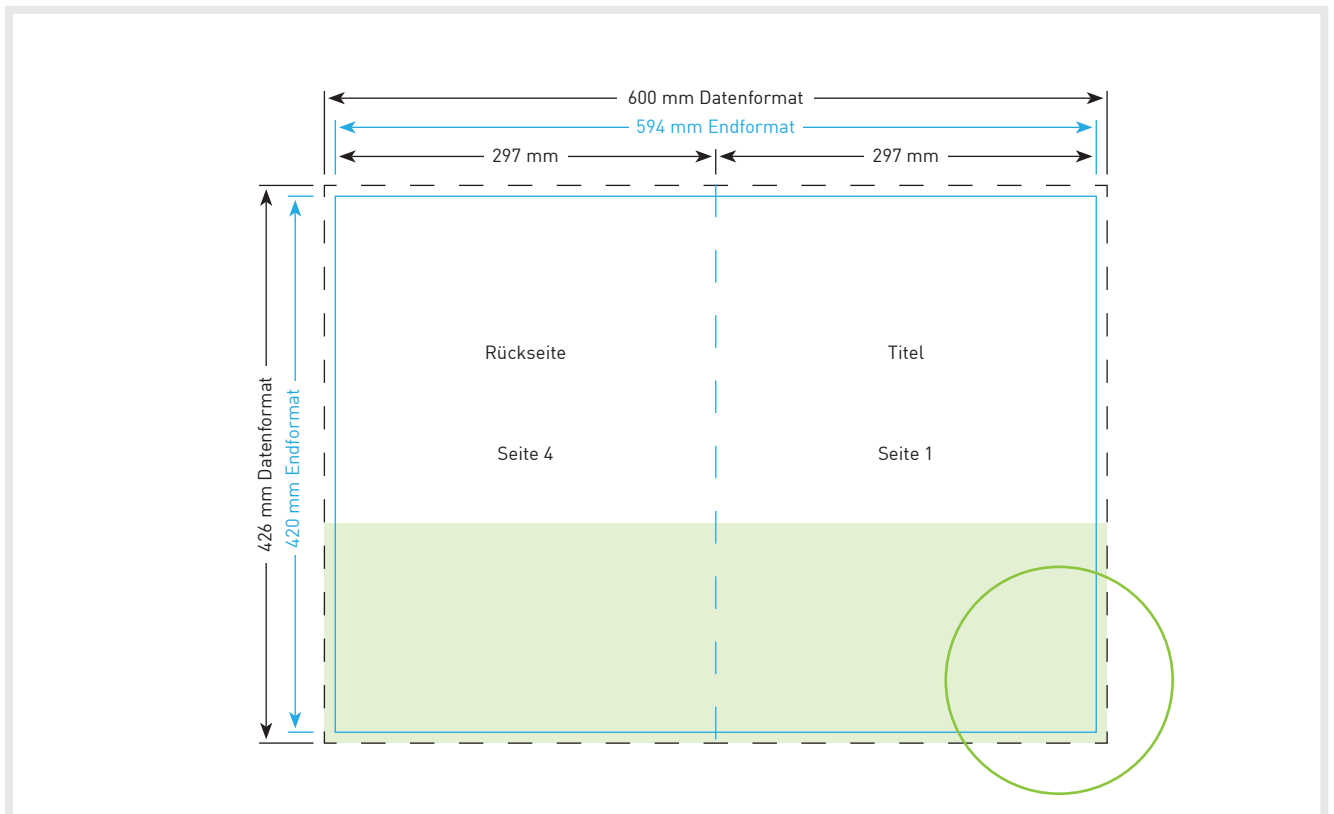 600 mm Datenformat
594 mm Endformat
297 mm
297 mm
426 mm Datenformat
420 mm Endformat
Rückseite
Titel
Seite 4
Seite 1